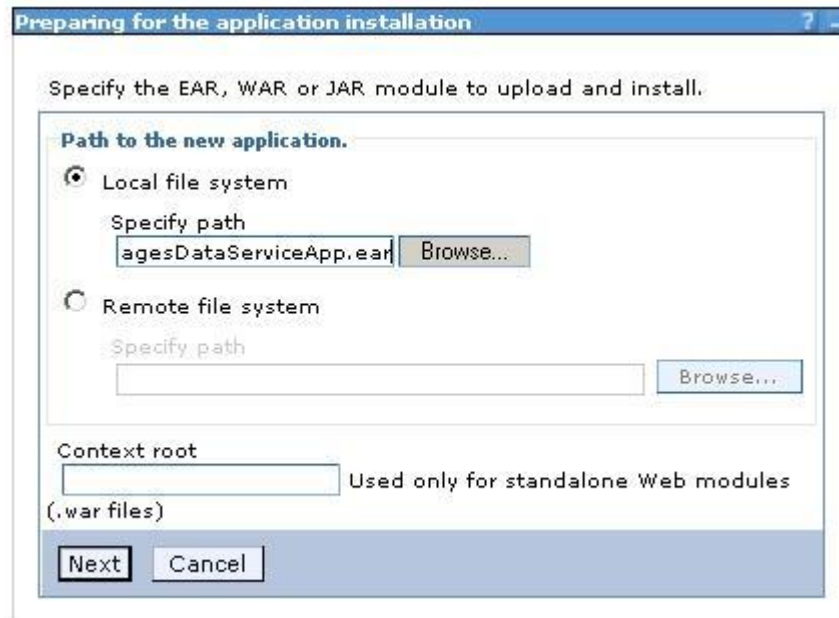 Preparing for the application installation ? -
Specify the EAR, WAR or JAR module to upload and install.
Path to the new application.
Local file system
Specify path
agesDataServiceApp.ear Browse...
Remote file system
Specify path
Browse...
Context root
Used only for standalone Web modules
(.war files)
Next Cancel